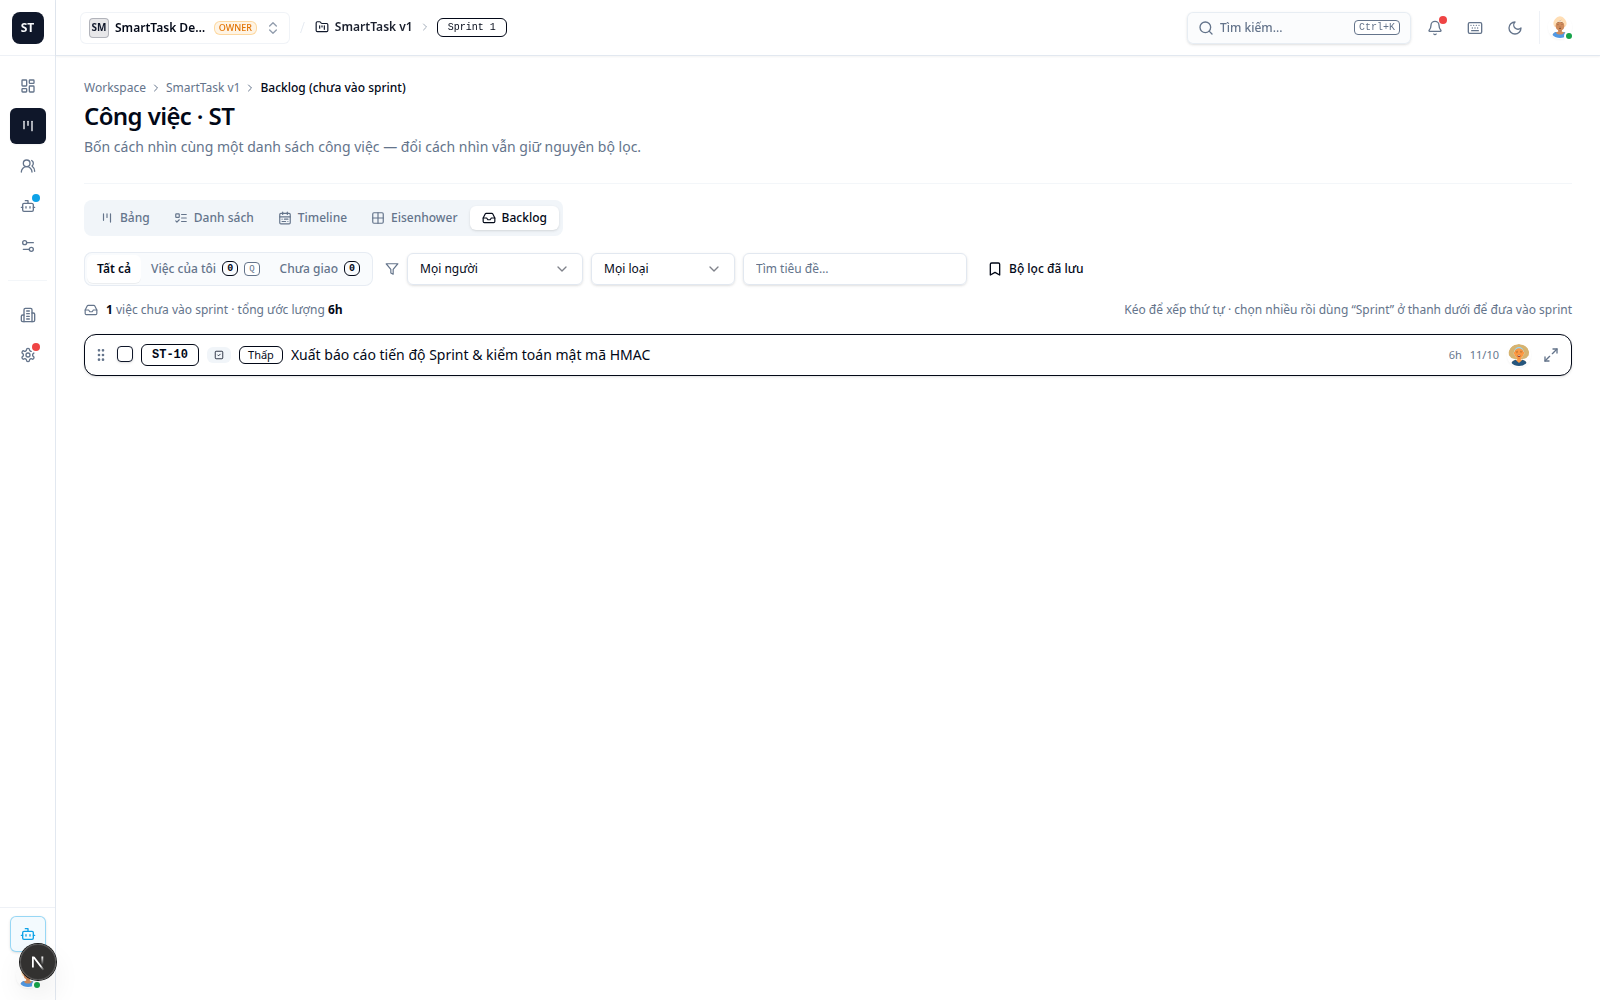 ST
SM SmartTask De... OWNER / SmartTask v1 > Sprint 1
Tìm kiếm... Ctrl+K
Workspace > SmartTask v1 > Backlog (chưa vào sprint)
Công việc · ST
Bốn cách nhìn cùng một danh sách công việc — đổi cách nhìn vẫn giữ nguyên bộ lọc.
Bảng Danh sách Timeline Eisenhower Backlog
Tất cả Việc của tôi 0 Q Chưa giao 0 Mọi người Mọi loại Tìm tiêu đề... Bộ lọc đã lưu
1 việc chưa vào sprint · tổng ước lượng 6h
Kéo để xếp thứ tự · chọn nhiều rồi dùng “Sprint” ở thanh dưới để đưa vào sprint
ST-10 Thấp Xuất báo cáo tiến độ Sprint & kiểm toán mật mã HMAC 6h 11/10
N